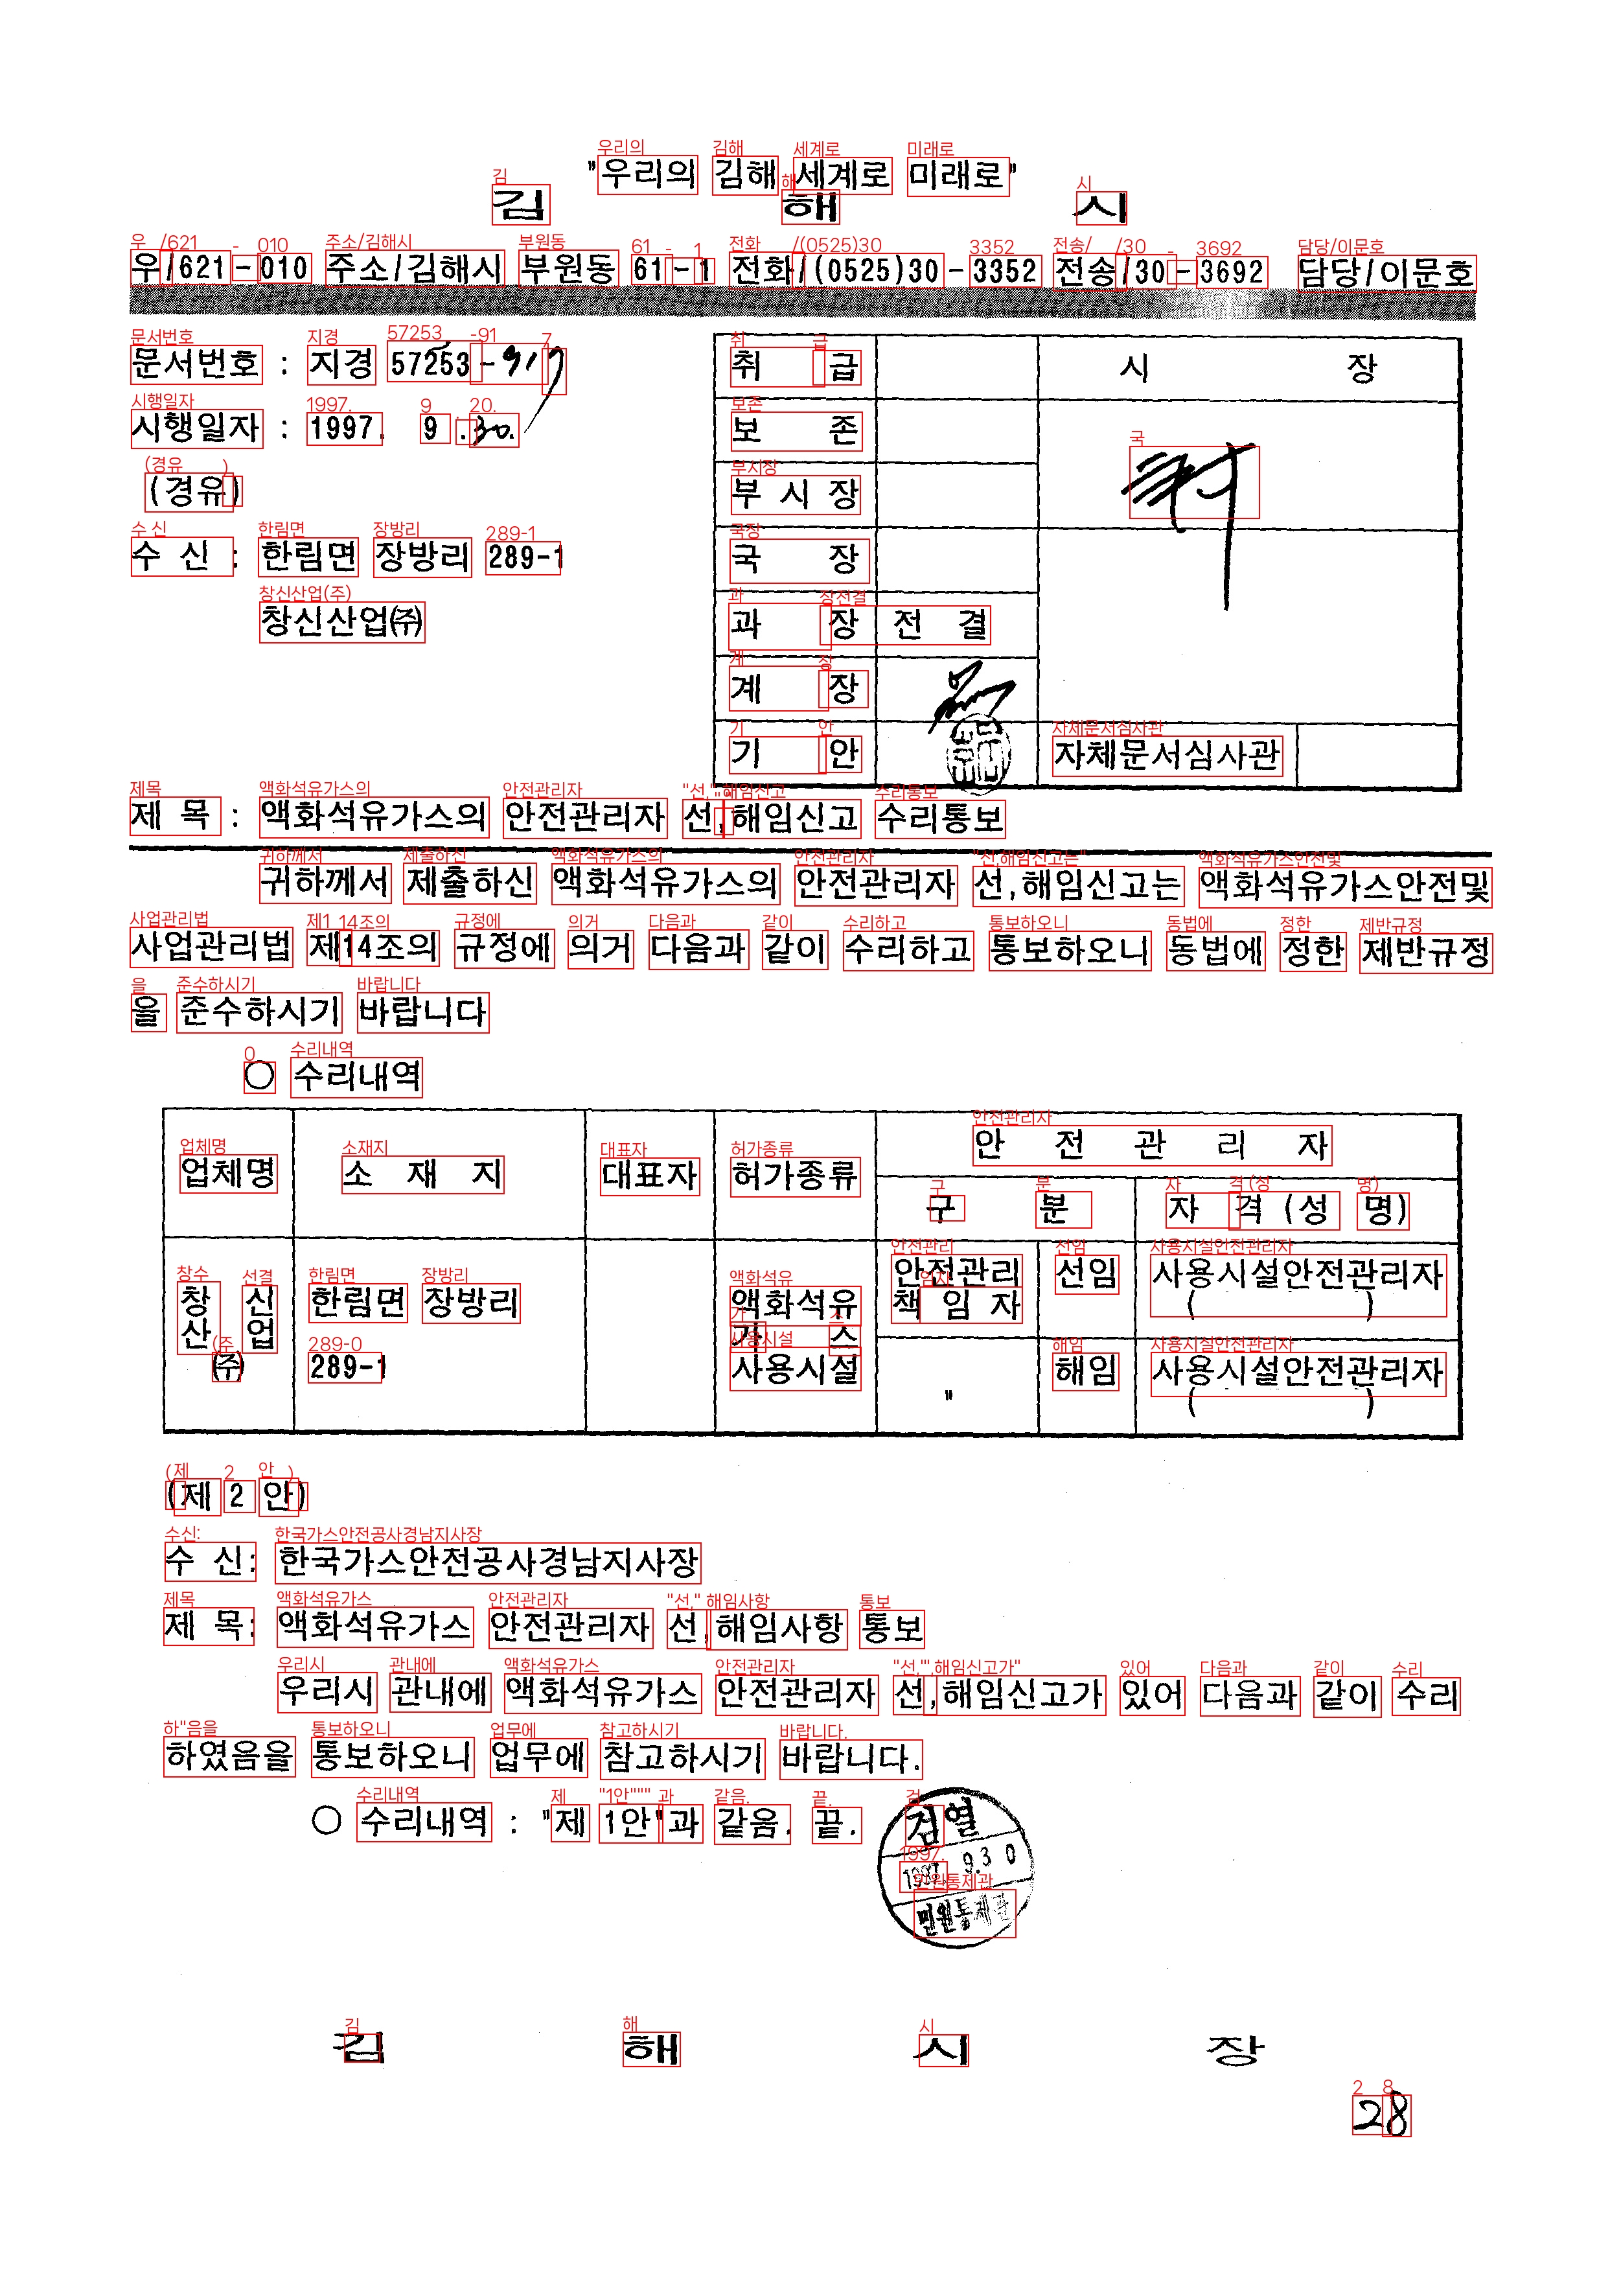 "우리의 김해 세계로 미래로"
김 해 시
우/621-010 주소/김해시 부원동 61-1 전화/(0525)30-3352 전송/30-3692 담당/이문호
문서번호 : 지경 57253-917
시행일자 : 1997. 9 .30.
(경유)
수 신 : 한림면 장방리 289-1
창신산업㈜
취 급 시 장
보 존
부 시 장
국 장
과 장 전 결
계 장
기 안 자체문서심사관
제 목 : 액화석유가스의 안전관리자 선,해임신고 수리통보
귀하께서 제출하신 액화석유가스의 안전관리자 선,해임신고는 액화석유가스안전및
사업관리법 제14조의 규정에 의거 다음과 같이 수리하고 통보하오니 동법에 정한 제반규정
을 준수하시기 바랍니다
○ 수리내역
업체명 소 재 지 대표자 허가종류 안 전 관 리 자
구 분 자 격 (성 명)
창 신 한림면 장방리 액화석유 안전관리 선임 사용시설안전관리자
산 업 가 스 책 임 자 ( )
㈜ 289-1 사용시설 " 해임 사용시설안전관리자
( )
(제 2 안)
수 신: 한국가스안전공사경남지사장
제 목: 액화석유가스 안전관리자 선,해임사항 통보
우리시 관내에 액화석유가스 안전관리자 선,해임신고가 있어 다음과 같이 수리
하였음을 통보하오니 업무에 참고하시기 바랍니다.
○ 수리내역 : "제 1안"과 같음. 끝.
검열
1997. 9.30
민원통제관
김 해 시 장
28